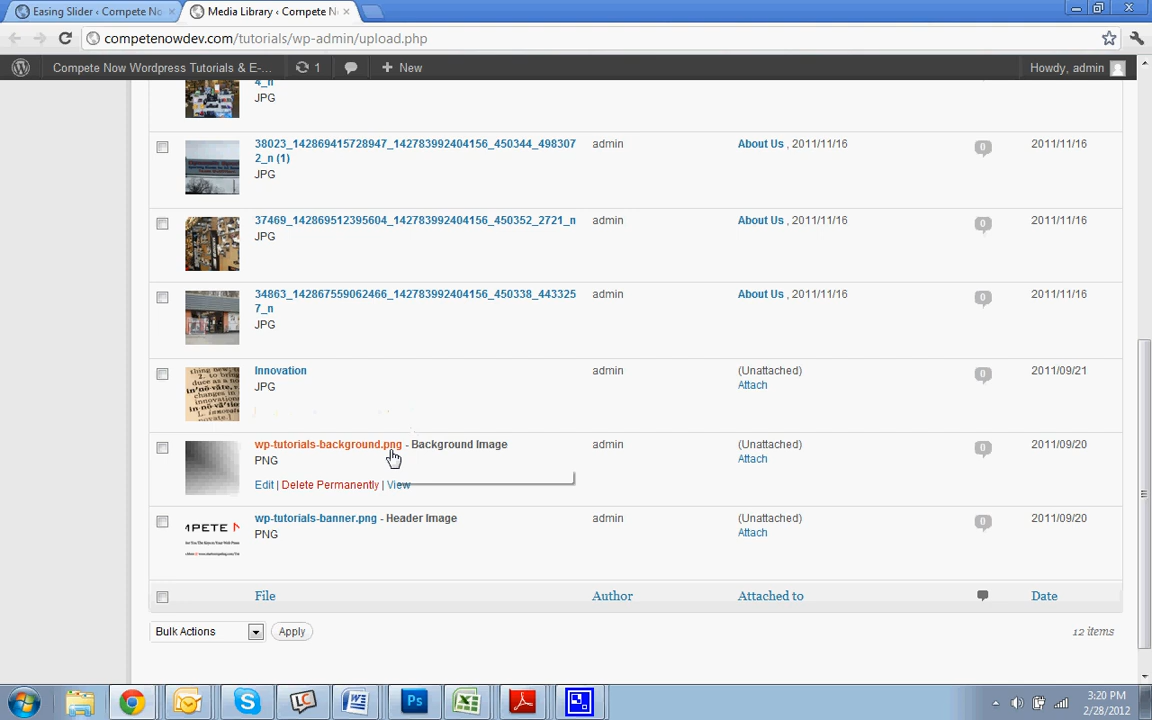 Easing Slider ‹ Compete No
Media Library ‹ Compete N
competenowdev.com/tutorials/wp-admin/upload.php
Compete Now Wordpress Tutorials & E-... 1 New Howdy, admin
4_n
JPG
38023_142869415728947_142783992404156_450344_498307 admin About Us , 2011/11/16 0 2011/11/16
2_n (1)
JPG
37469_142869512395604_142783992404156_450352_2721_n admin About Us , 2011/11/16 0 2011/11/16
JPG
34863_142867559062466_142783992404156_450338_443325 admin About Us , 2011/11/16 0 2011/11/16
7_n
JPG
Innovation admin (Unattached) 0 2011/09/21
JPG Attach
wp-tutorials-background.png - Background Image admin (Unattached) 0 2011/09/20
PNG Attach
Edit | Delete Permanently | View
wp-tutorials-banner.png - Header Image admin (Unattached) 0 2011/09/20
PNG Attach
File Author Attached to Date
Bulk Actions Apply 12 items
3:20 PM
2/28/2012